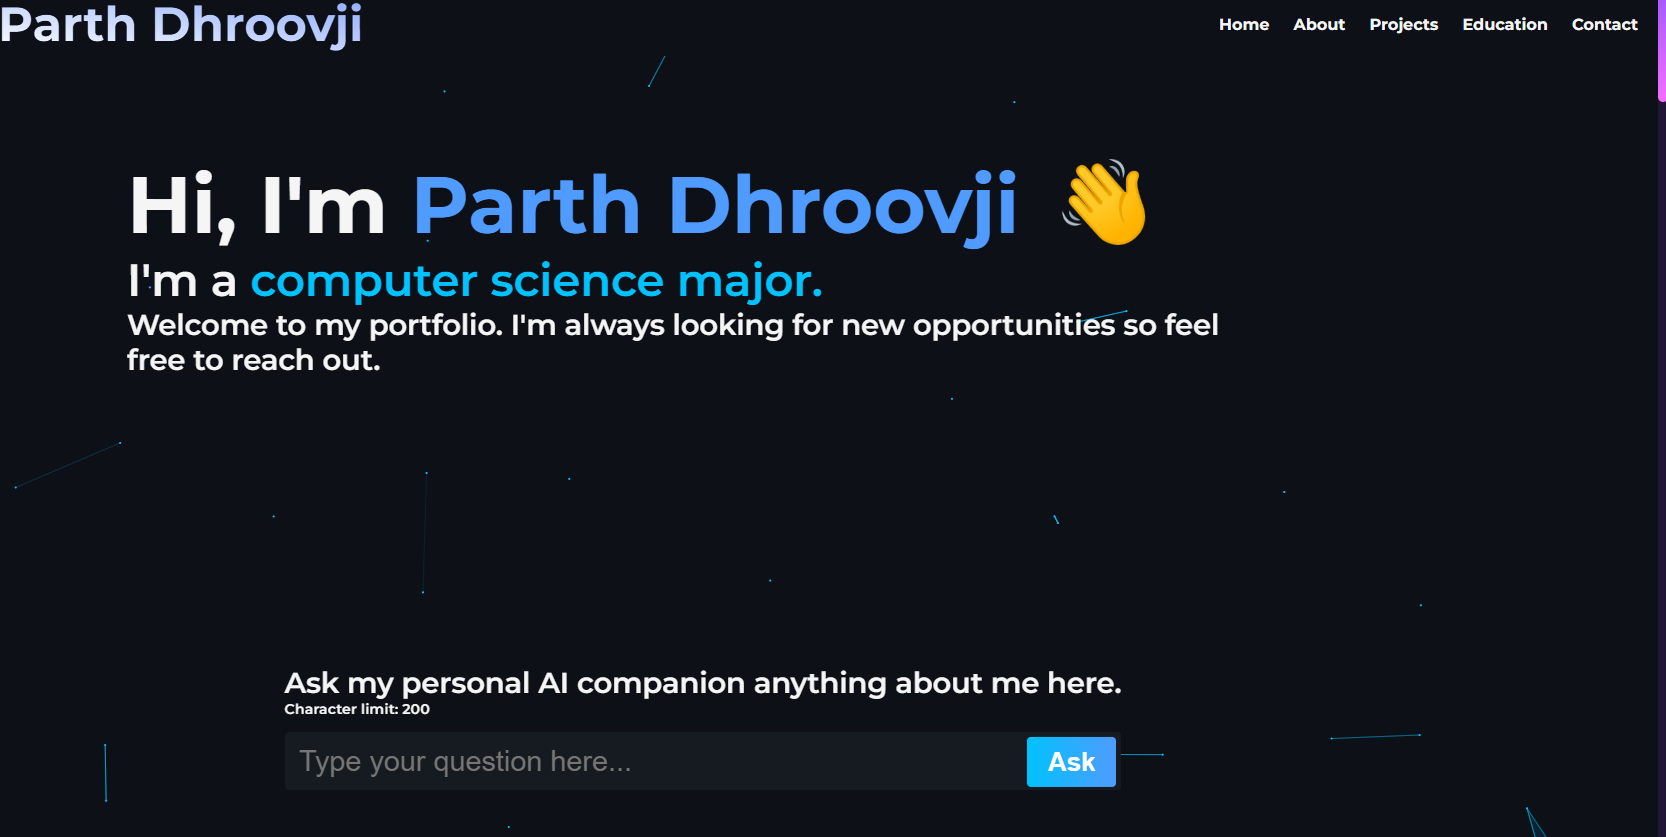 Parth Dhroovji
Home About Projects Education Contact
Hi, I'm Parth Dhroovji 👋
I'm a computer science major.
Welcome to my portfolio. I'm always looking for new opportunities so feel
free to reach out.
Ask my personal AI companion anything about me here.
Character limit: 200
Type your question here...
Ask